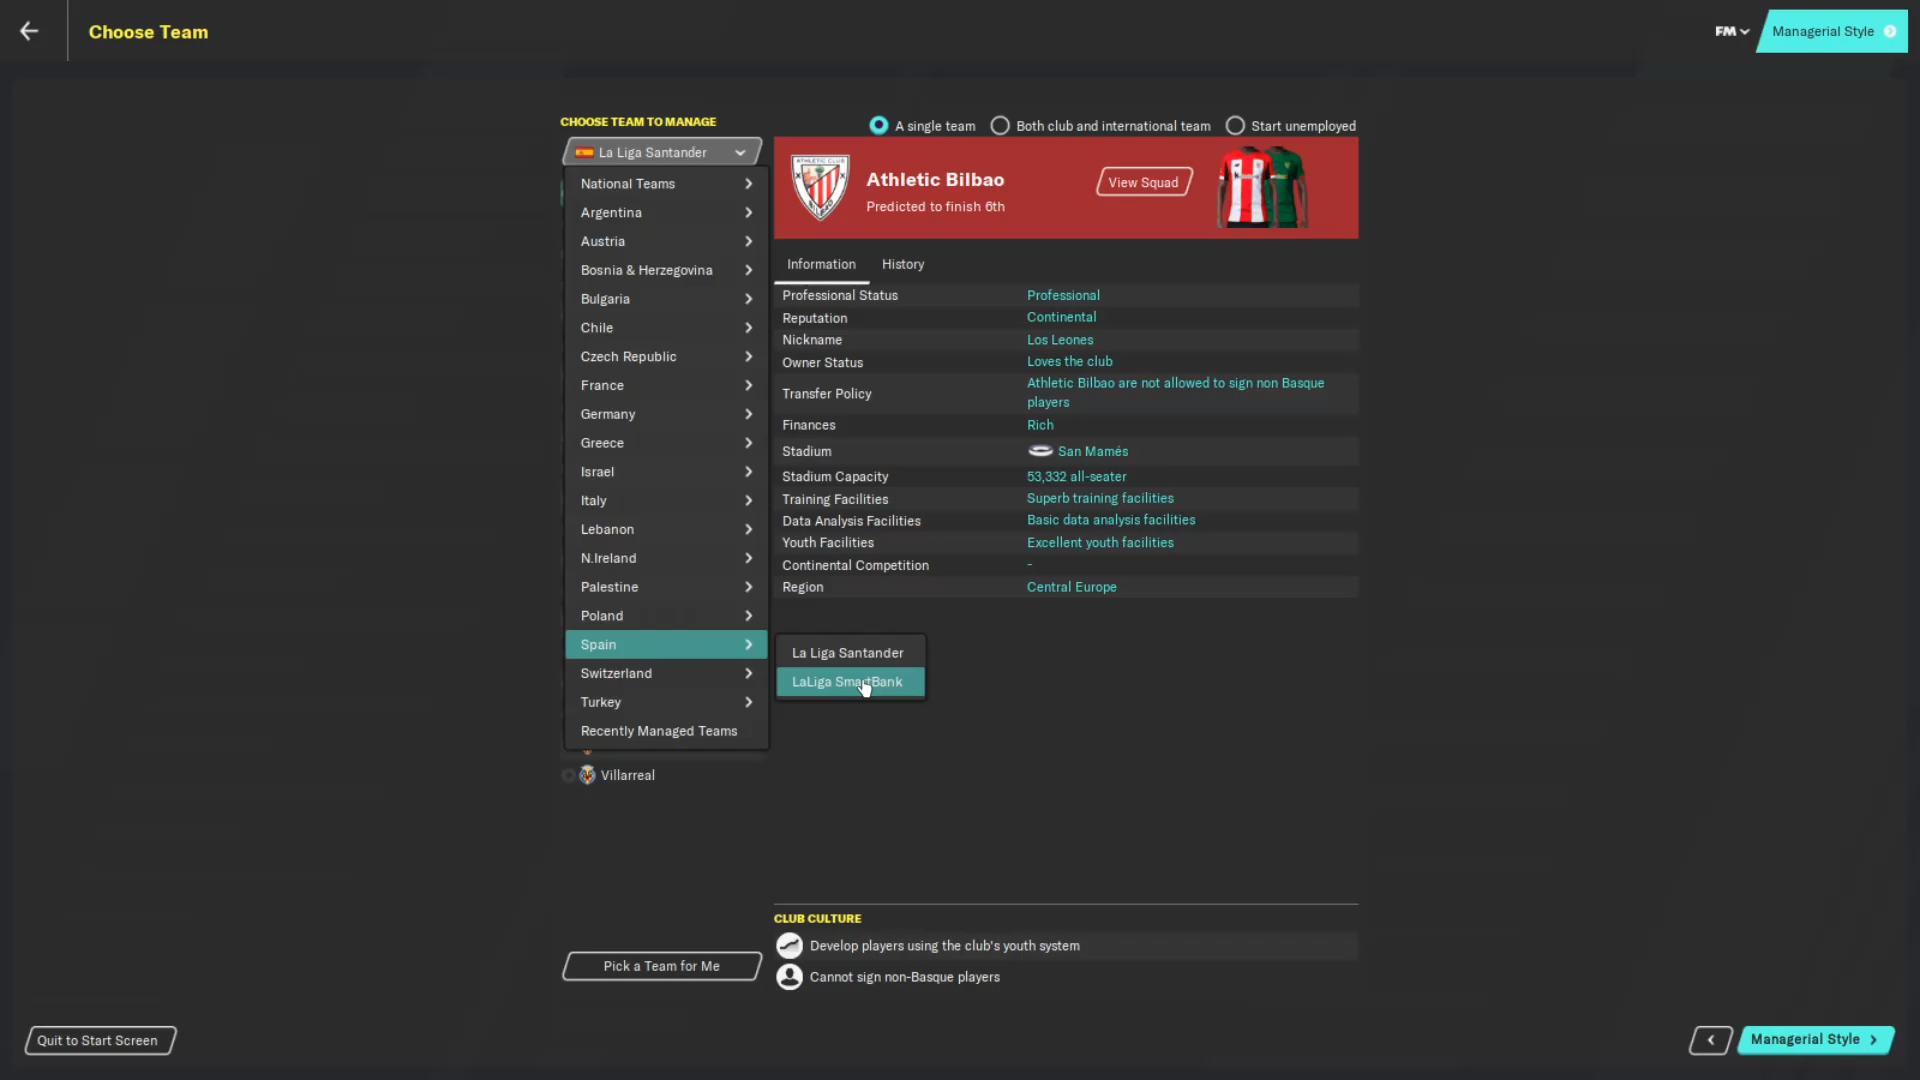 Choose Team
FM
Managerial Style
CHOOSE TEAM TO MANAGE
A single team
Both club and international team
Start unemployed
La Liga Santander
National Teams
Argentina
Austria
Bosnia & Herzegovina
Bulgaria
Chile
Czech Republic
France
Germany
Greece
Israel
Italy
Lebanon
N.Ireland
Palestine
Poland
Spain
Switzerland
Turkey
Recently Managed Teams
La Liga Santander
LaLiga SmartBank
Villarreal
Pick a Team for Me
ATHLETIC CLUB
BILBAO
Athletic Bilbao
Predicted to finish 6th
View Squad
Information
History
Professional Status Professional
Reputation Continental
Nickname Los Leones
Owner Status Loves the club
Transfer Policy Athletic Bilbao are not allowed to sign non Basque
players
Finances Rich
Stadium San Mamés
Stadium Capacity 53,332 all-seater
Training Facilities Superb training facilities
Data Analysis Facilities Basic data analysis facilities
Youth Facilities Excellent youth facilities
Continental Competition -
Region Central Europe
CLUB CULTURE
Develop players using the club's youth system
Cannot sign non-Basque players
Quit to Start Screen
Managerial Style